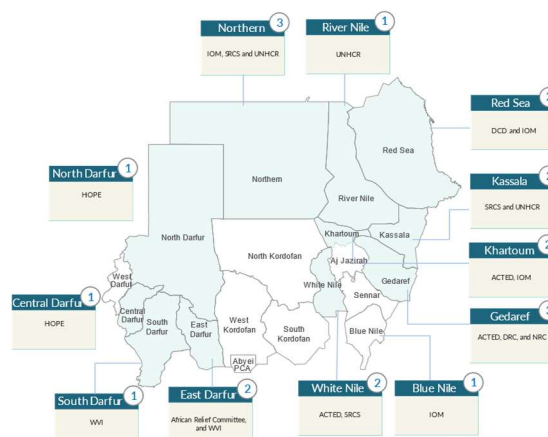 Northern
3
IOM, SRCS and UNHCR
River Nile
1
UNHCR
Red Sea
DCD and IOM
North Darfur
1
HOPE
Kassala
SRCS and UNHCR
Khartoum
ACTED, IOM
Central Darfur
1
HOPE
Gedaref
ACTED, DRC, and NRC
South Darfur
1
WVI
East Darfur
2
African Relief Committee,
and WVI
White Nile
2
ACTED, SRCS
Blue Nile
1
IOM
Red Sea
Northern
River Nile
North Darfur
Khartoum
Kassala
North Kordofan
Aj Jazirah
West
Darfur
White Nile
Gedaref
Sennar
Central
Darfur
South
Darfur
East
Darfur
West
Kordofan
South
Kordofan
Blue Nile
Abyei
PCA